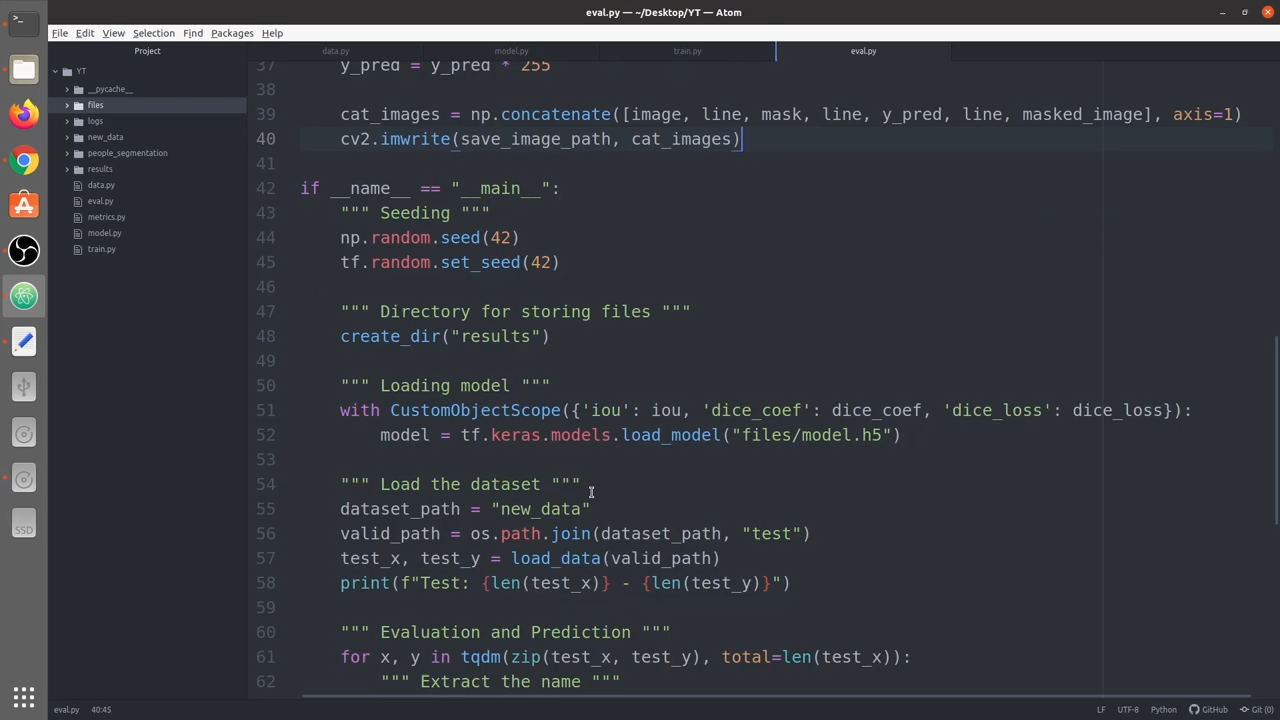 eval.py — ~/Desktop/YT — Atom
File Edit View Selection Find Packages Help
Project
data.py
model.py
train.py
eval.py
YT
__pycache__
files
logs
new_data
people_segmentation
results
data.py
eval.py
metrics.py
model.py
train.py
37 y_pred = y_pred * 255
38
39 cat_images = np.concatenate([image, line, mask, line, y_pred, line, masked_image], axis=1)
40 cv2.imwrite(save_image_path, cat_images)
41
42 if __name__ == "__main__":
43 """ Seeding """
44 np.random.seed(42)
45 tf.random.set_seed(42)
46
47 """ Directory for storing files """
48 create_dir("results")
49
50 """ Loading model """
51 with CustomObjectScope({'iou': iou, 'dice_coef': dice_coef, 'dice_loss': dice_loss}):
52 model = tf.keras.models.load_model("files/model.h5")
53
54 """ Load the dataset """
55 dataset_path = "new_data"
56 valid_path = os.path.join(dataset_path, "test")
57 test_x, test_y = load_data(valid_path)
58 print(f"Test: {len(test_x)} - {len(test_y)}")
59
60 """ Evaluation and Prediction """
61 for x, y in tqdm(zip(test_x, test_y), total=len(test_x)):
62 """ Extract the name """
SSD
eval.py 40:45
LF UTF-8 Python GitHub Git (0)